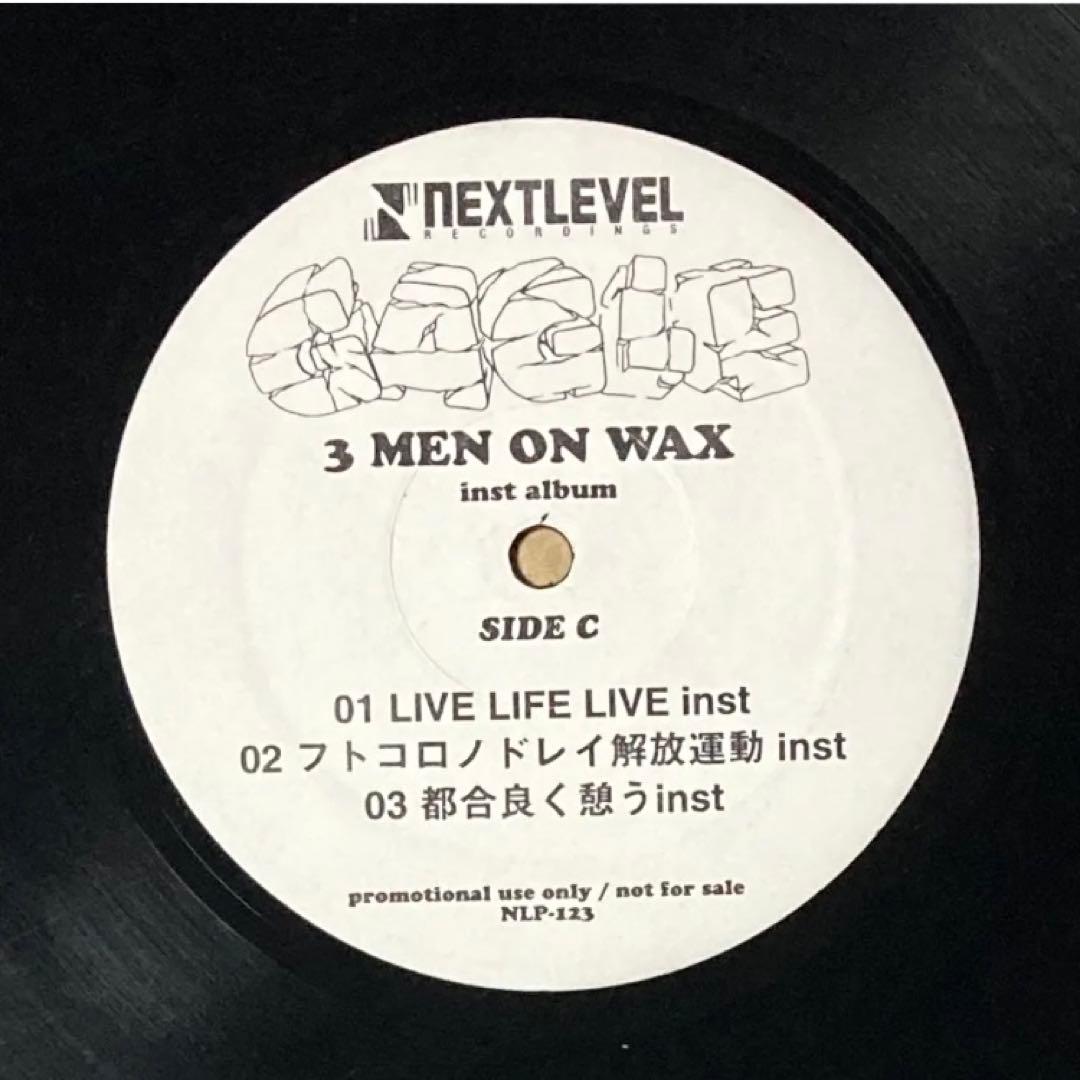 NEXTLEVEL
RECORDINGS
GAGLE
3 MEN ON WAX
inst album
SIDE C
01 LIVE LIFE LIVE inst
02 フトコロノドレイ解放運動 inst
03 都合良く憩うinst
promotional use only / not for sale
NLP-123